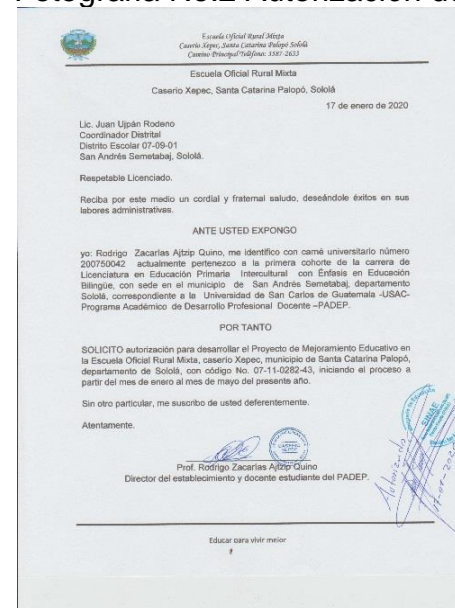 Escuela Oficial Rural Mixta
Caserio Xepec, Santa Catarina Palopó Sololá
Camino Principal Teléfono: 3387-2633
Escuela Oficial Rural Mixta
Caserio Xepec, Santa Catarina Palopó, Sololá
17 de enero de 2020
Lic. Juan Ujpán Rodeno
Coordinador Distrital
Distrito Escolar 07-09-01
San Andrés Semetabaj, Sololá.
Respetable Licenciado.
Reciba por este medio un cordial y fraternal saludo, deseándole éxitos en sus
labores administrativas.
ANTE USTED EXPONGO
yo: Rodrigo Zacarias Ajtzip Quino, me identifico con carné universitario número
200750042 actualmente pertenezco a la primera cohorte de la carrera de
Licenciatura en Educación Primaria Intercultural con Énfasis en Educación
Bilingüe, con sede en el municipio de San Andrés Semetabaj, departamento
Sololá, correspondiente a la Universidad de San Carlos de Guatemala -USAC-
Programa Académico de Desarrollo Profesional Docente –PADEP.
POR TANTO
SOLICITO autorización para desarrollar el Proyecto de Mejoramiento Educativo en
la Escuela Oficial Rural Mixta, caserío Xepec, municipio de Santa Catarina Palopó,
departamento de Sololá, con código No. 07-11-0282-43, iniciando el proceso a
partir del mes de enero al mes de mayo del presente año.
Sin otro particular, me suscribo de usted deferentemente.
Atentamente.
Prof. Rodrigo Zacarías Ajtzip Quino
Director del establecimiento y docente estudiante del PADEP.
Autorizando
Educar para vivir mejor